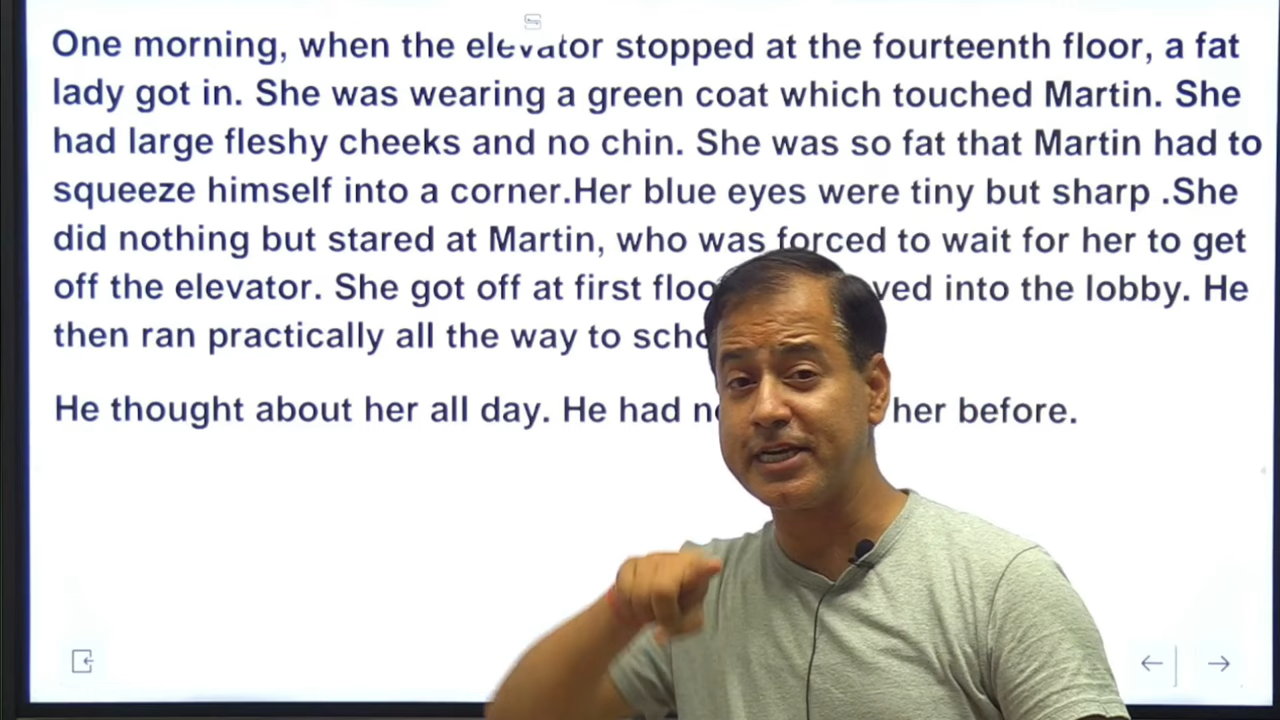 One morning, when the elevator stopped at the fourteenth floor, a fat
lady got in. She was wearing a green coat which touched Martin. She
had large fleshy cheeks and no chin. She was so fat that Martin had to
squeeze himself into a corner.Her blue eyes were tiny but sharp .She
did nothing but stared at Martin, who was forced to wait for her to get
off the elevator. She got off at first into the lobby. He
then ran practically all the way to
He thought about her all day. He had her before.